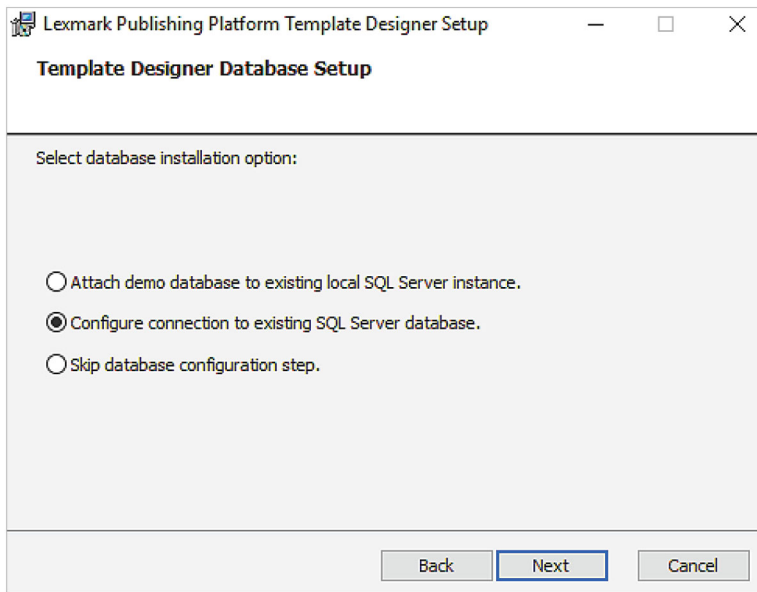 Lexmark Publishing Platform Template Designer Setup
Template Designer Database Setup
Select database installation option:
Attach demo database to existing local SQL Server instance.
Configure connection to existing SQL Server database.
Skip database configuration step.
Back Next Cancel